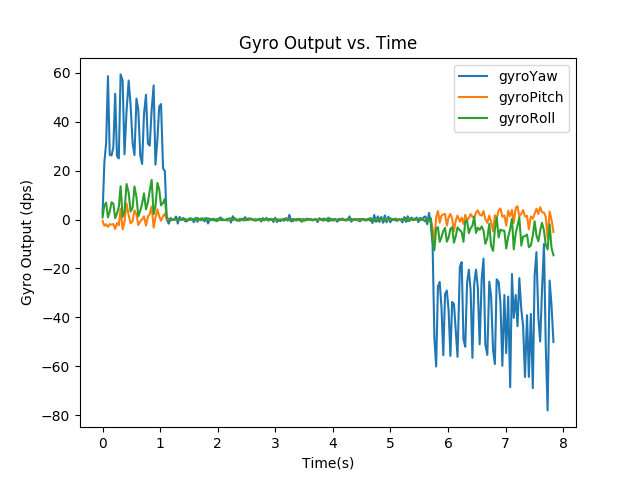 Gyro Output vs. Time
gyroYaw
gyroPitch
gyroRoll
60
40
20
0
−20
−40
−60
−80
Gyro Output (dps)
0 1 2 3 4 5 6 7 8
Time(s)